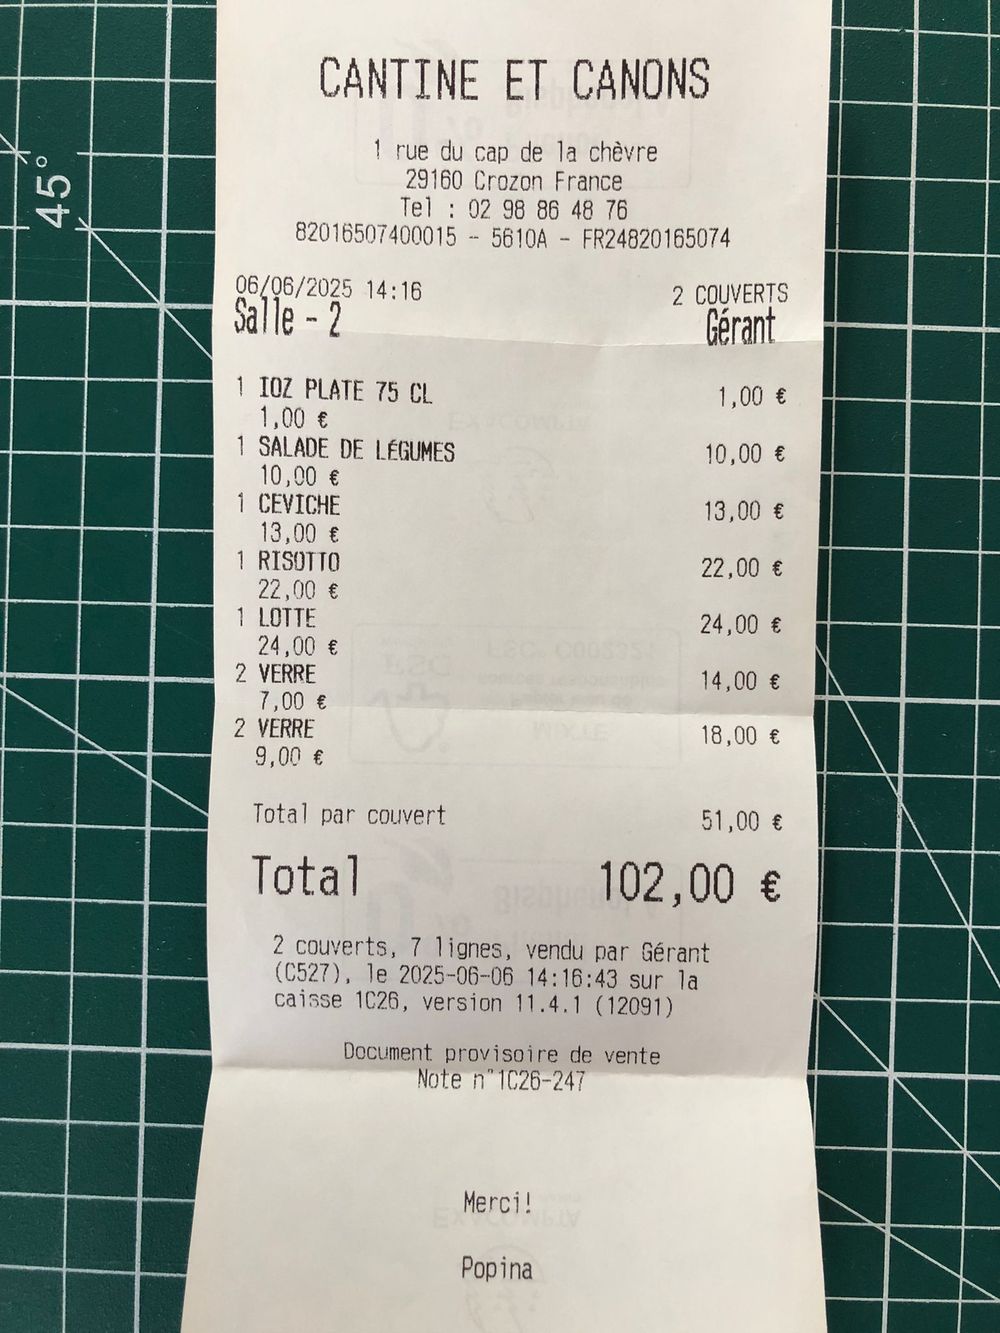 CANTINE ET CANONS
1 rue du cap de la chèvre
29160 Crozon France
Tel : 02 98 86 48 76
82016507400015 - 5610A - FR24820165074
06/06/2025 14:16
2 COUVERTS
Salle - 2
Gérant
1 IOZ PLATE 75 CL 1,00 €
1,00 €
1 SALADE DE LÉGUMES 10,00 €
10,00 €
1 CEVICHE 13,00 €
13,00 €
1 RISOTTO 22,00 €
22,00 €
1 LOTTE 24,00 €
24,00 €
2 VERRE 14,00 €
7,00 €
2 VERRE 18,00 €
9,00 €
Total par couvert 51,00 €
Total 102,00 €
2 couverts, 7 lignes, vendu par Gérant
(C527), le 2025-06-06 14:16:43 sur la
caisse 1C26, version 11.4.1 (12091)
Document provisoire de vente
Note n°1C26-247
Merci!
Popina
45°